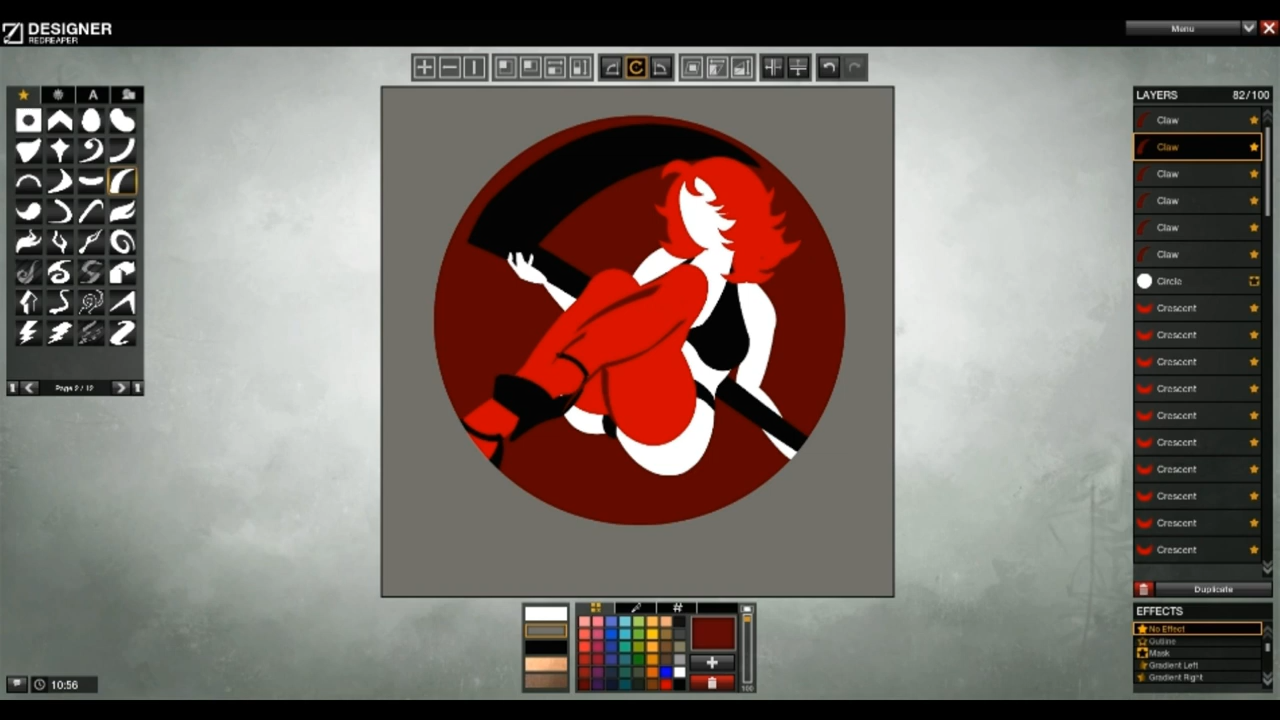 DESIGNER
REDREAPER
Menu
A
LAYERS 82/100
Claw
Claw
Claw
Claw
Claw
Claw
Circle
Crescent
Crescent
Crescent
Crescent
Crescent
Crescent
Crescent
Crescent
Crescent
Crescent
Page 2 / 12
Duplicate
EFFECTS
No Effect
Outline
Mask
Gradient Left
Gradient Right
#
100
10:56